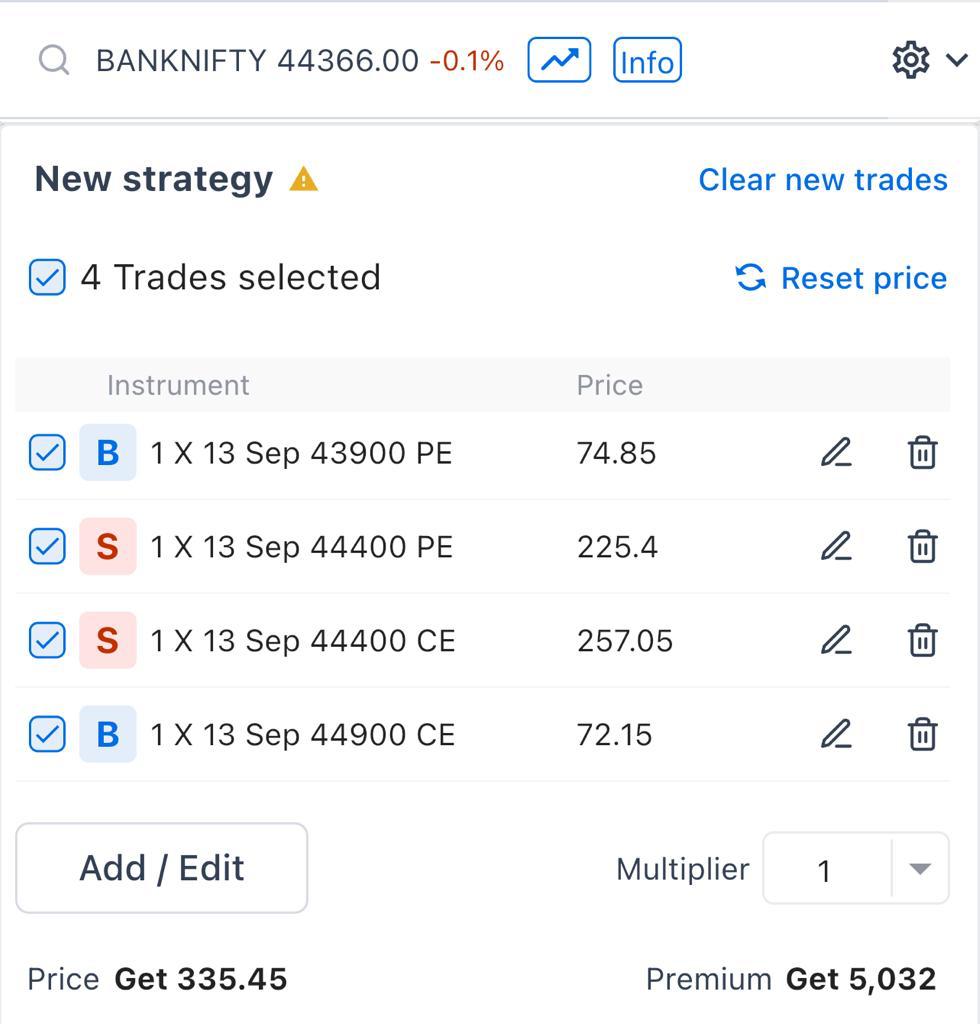 BANKNIFTY 44366.00 -0.1% Info
New strategy Clear new trades
4 Trades selected Reset price
Instrument Price
B 1 X 13 Sep 43900 PE 74.85
S 1 X 13 Sep 44400 PE 225.4
S 1 X 13 Sep 44400 CE 257.05
B 1 X 13 Sep 44900 CE 72.15
Add / Edit Multiplier 1
Price Get 335.45 Premium Get 5,032